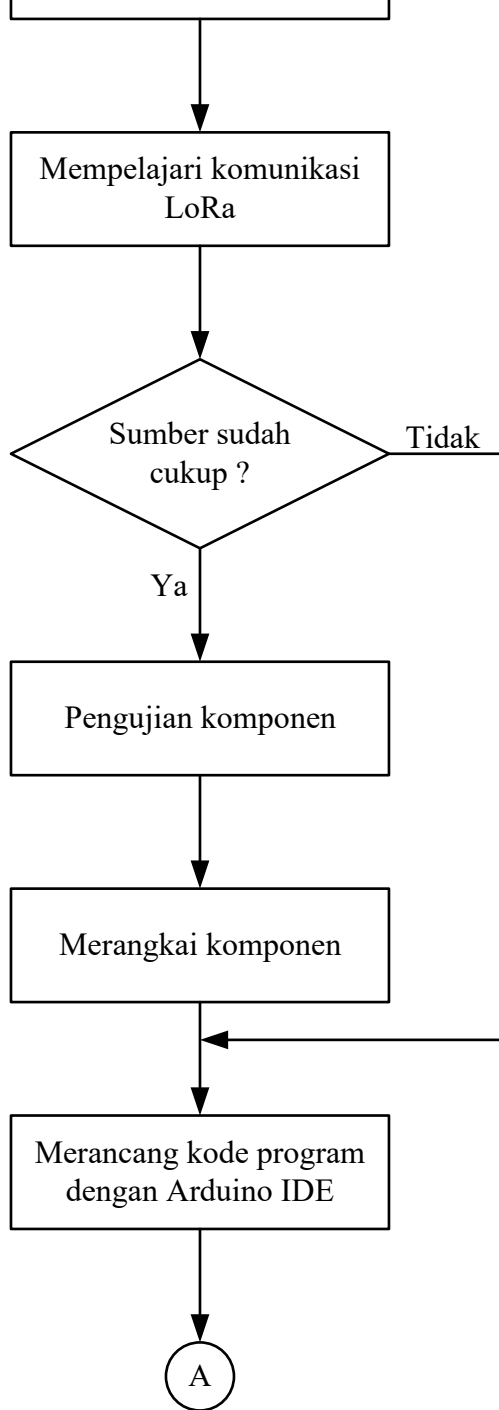 Mempelajari komunikasi
LoRa
Sumber sudah
cukup ?
Tidak
Ya
Pengujian komponen
Merangkai komponen
Merancang kode program
dengan Arduino IDE
A